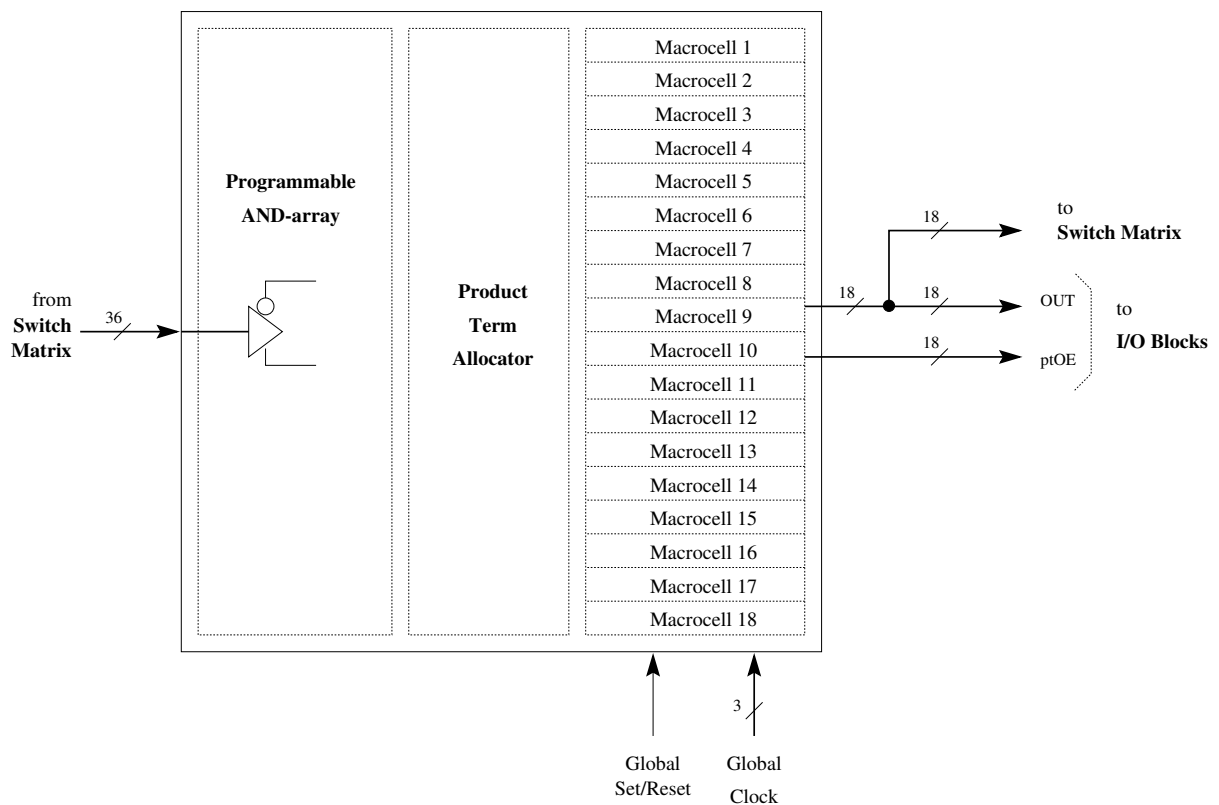 from
Switch
Matrix
36
Programmable
AND-array
Product
Term
Allocator
Macrocell 1
Macrocell 2
Macrocell 3
Macrocell 4
Macrocell 5
Macrocell 6
Macrocell 7
Macrocell 8
Macrocell 9
Macrocell 10
Macrocell 11
Macrocell 12
Macrocell 13
Macrocell 14
Macrocell 15
Macrocell 16
Macrocell 17
Macrocell 18
18
to
Switch Matrix
18
18
OUT
18
ptOE
to
I/O Blocks
3
Global
Set/Reset
Global
Clock